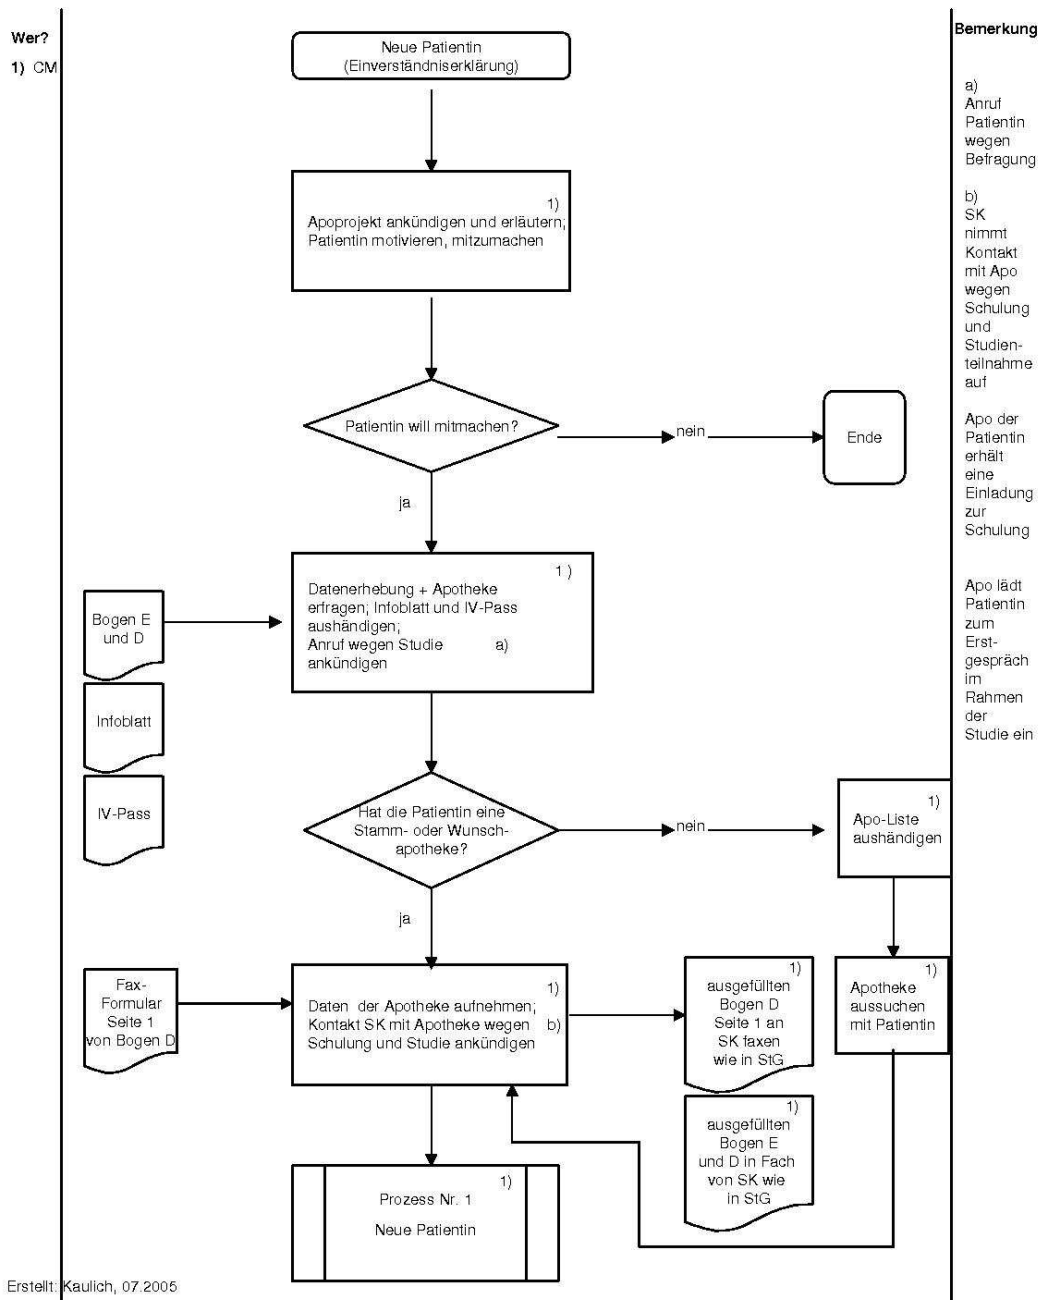 Wer?
1) CM
Neue Patientin
(Einverständniserklärung)
1)
Apoprojekt ankündigen und erläutern;
Patientin motivieren, mitzumachen
Patientin will mitmachen?
nein
Ende
ja
1)
Datenerhebung + Apotheke
erfragen; Infoblatt und IV-Pass
aushändigen;
Anruf wegen Studie a)
ankündigen
Bogen E
und D
Infoblatt
IV-Pass
Hat die Patientin eine
Stamm- oder Wunsch-
apotheke?
nein
1)
Apo-Liste
aushändigen
ja
Fax-
Formular
Seite 1
von Bogen D
1)
Daten der Apotheke aufnehmen;
Kontakt SK mit Apotheke wegen b)
Schulung und Studie ankündigen
1)
ausgefüllten
Bogen D
Seite 1 an
SK faxen
wie in StG
1)
Apotheke
aussuchen
mit Patientin
1)
ausgefüllten
Bogen E
und D in Fach
von SK wie
in StG
1)
Prozess Nr. 1
Neue Patientin
Bemerkung
a)
Anruf
Patientin
wegen
Befragung
b)
SK
nimmt
Kontakt
mit Apo
wegen
Schulung
und
Studien-
teilnahme
auf
Apo der
Patientin
erhält
eine
Einladung
zur
Schulung
Apo lädt
Patientin
zum
Erst-
gespräch
im
Rahmen
der
Studie ein
Erstellt: Kaulich, 07.2005